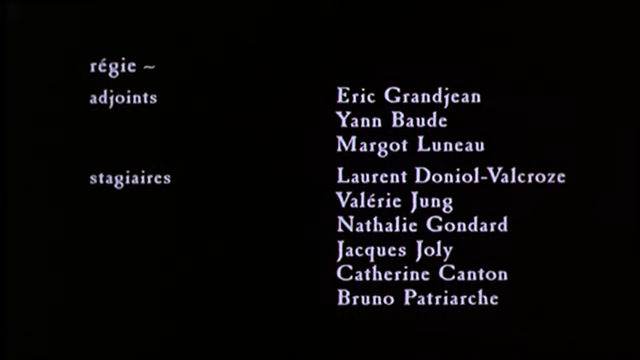 régie ~
adjoints Eric Grandjean
Yann Baude
Margot Luneau
stagiaires Laurent Doniol-Valcroze
Valérie Jung
Nathalie Gondard
Jacques Joly
Catherine Canton
Bruno Patriarche